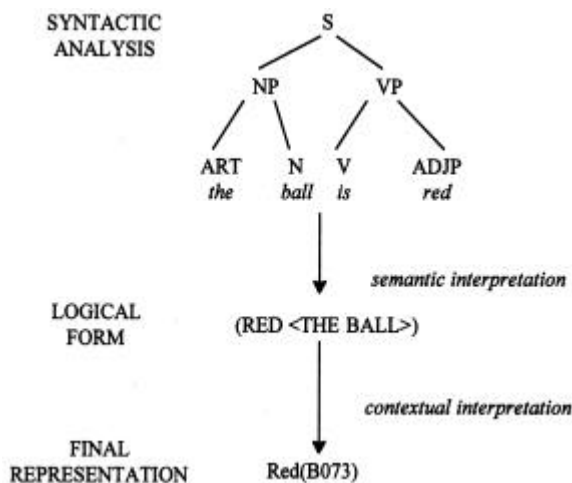 SYNTACTIC
ANALYSIS
S
NP VP
ART N V ADJP
the ball is red
semantic interpretation
LOGICAL
FORM
(RED <THE BALL>)
contextual interpretation
FINAL
REPRESENTATION
Red(B073)